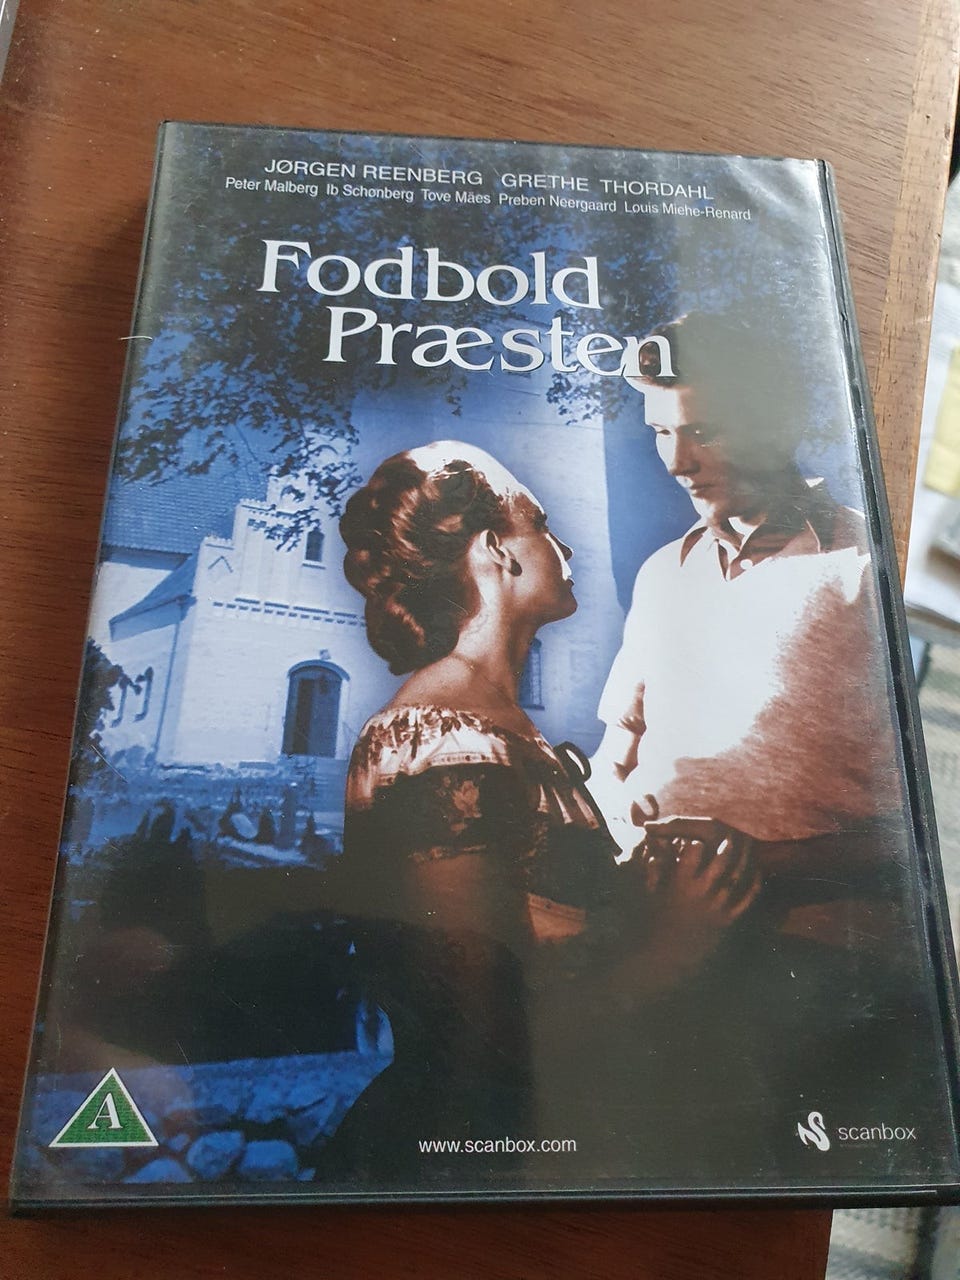 JØRGEN REENBERG GRETHE THORDAHL
Peter Malberg Ib Schønberg Tove Mäes Preben Neergaard Louis Miehe-Renard
Fodbold
Præsten
A
www.scanbox.com
scanbox